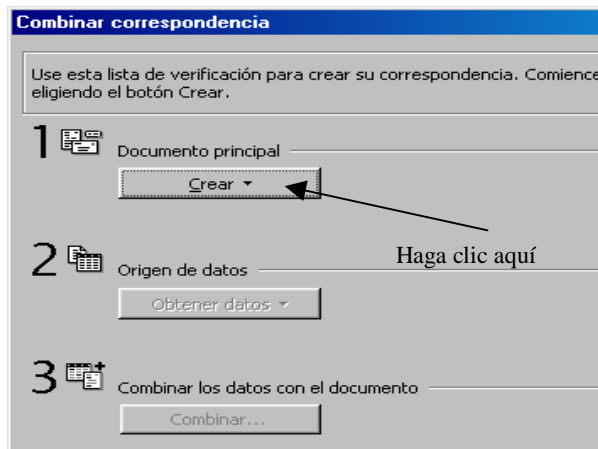 Combinar correspondencia
Use esta lista de verificación para crear su correspondencia. Comience
eligiendo el botón Crear.
1 Documento principal
Crear
Haga clic aquí
2 Origen de datos
Obtener datos
3 Combinar los datos con el documento
Combinar...